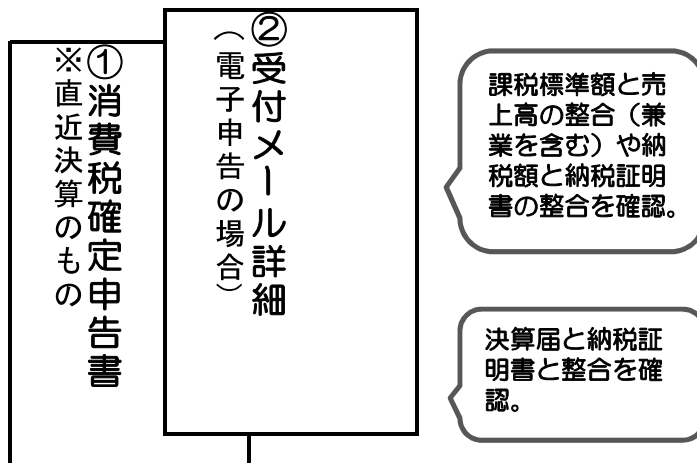 ①消費税確定申告書
※直近決算のもの
②受付メール詳細
（電子申告の場合）
課税標準額と売
上高の整合（兼
業を含む）や納
税額と納税証明
書の整合を確認。
決算届と納税証
明書と整合を確
認。